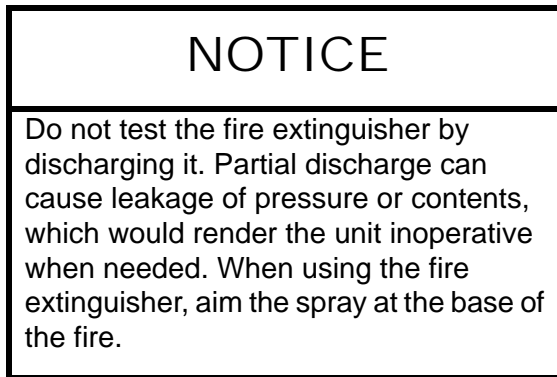 NOTICE
Do not test the fire extinguisher by
discharging it. Partial discharge can
cause leakage of pressure or contents,
which would render the unit inoperative
when needed. When using the fire
extinguisher, aim the spray at the base of
the fire.